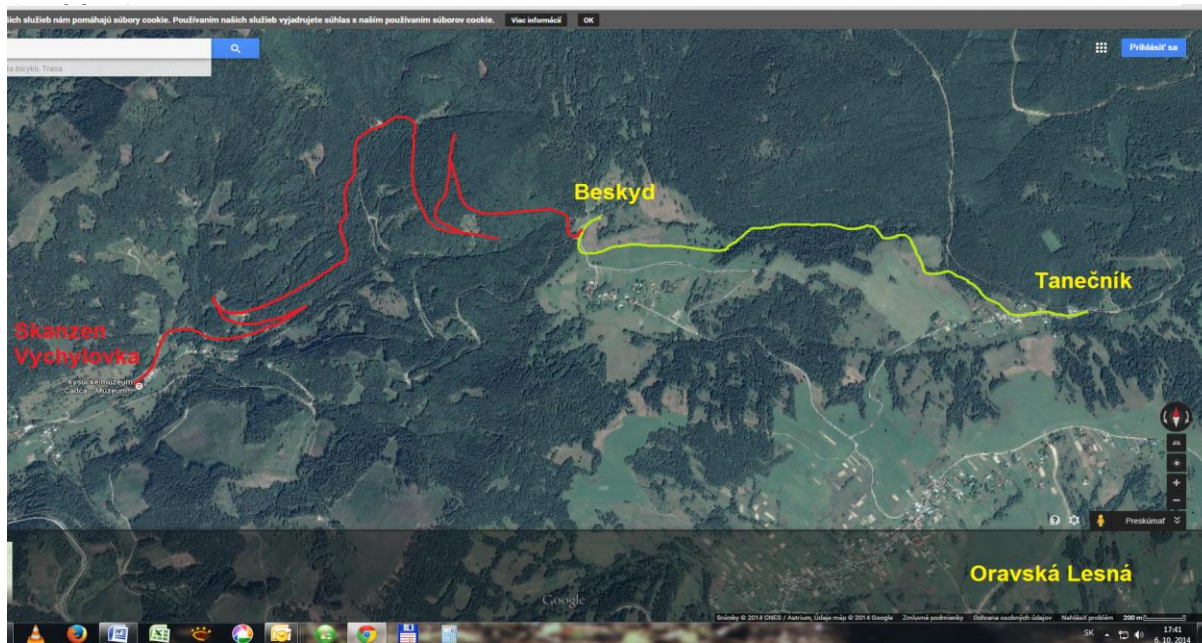 ich služieb nám pomáhajú súbory cookie. Používaním našich služieb vyjadrujete súhlas s naším používaním súborov cookie. Viac informácií OK
Prihlásiť sa
bicykli, Trasa
Beskyd
Tanečník
Skanzen
Vychylovka
Kysucké múzeum
Čadca - Múzeum...
Preskúmať
Oravská Lesná
Google
Snímky © 2014 CNES / Astrium, Údaje máp © 2014 Google Zmluvné podmienky Ochrana osobných údajov Nahlásiť problém 200 m
SK 17:41
6. 10. 2014